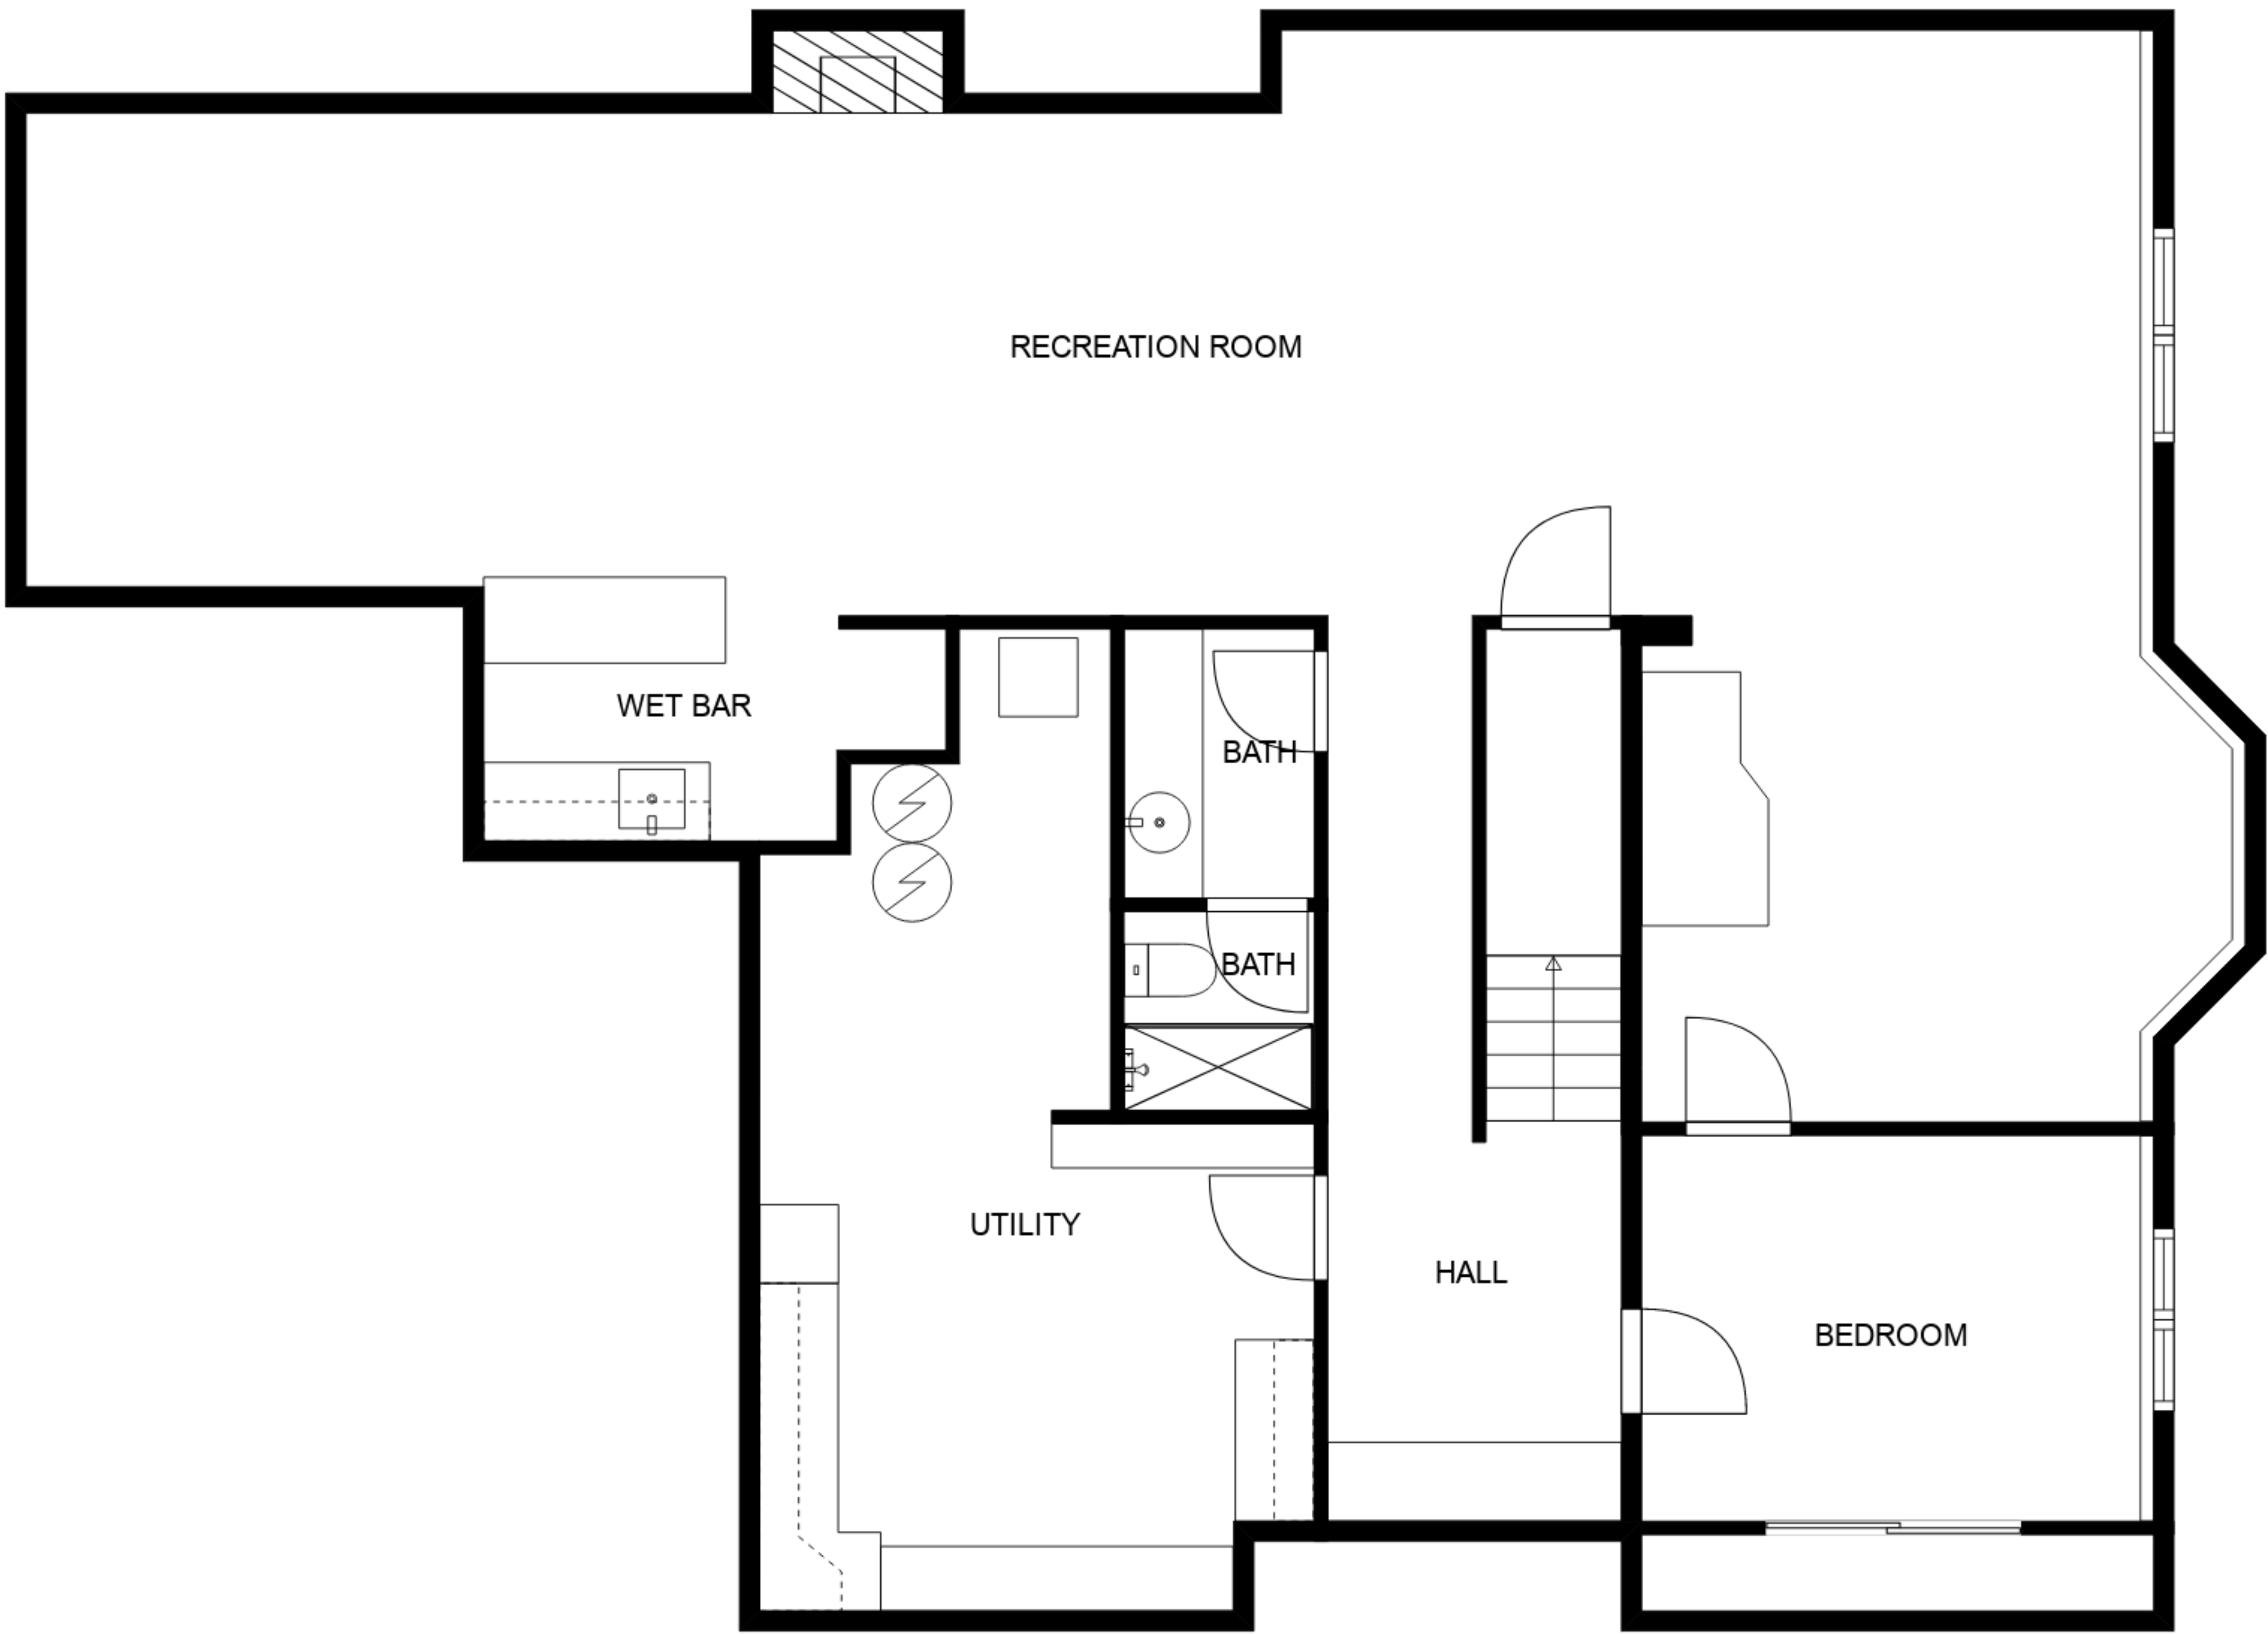 RECREATION ROOM
WET BAR
BATH
BATH
UTILITY
HALL
BEDROOM